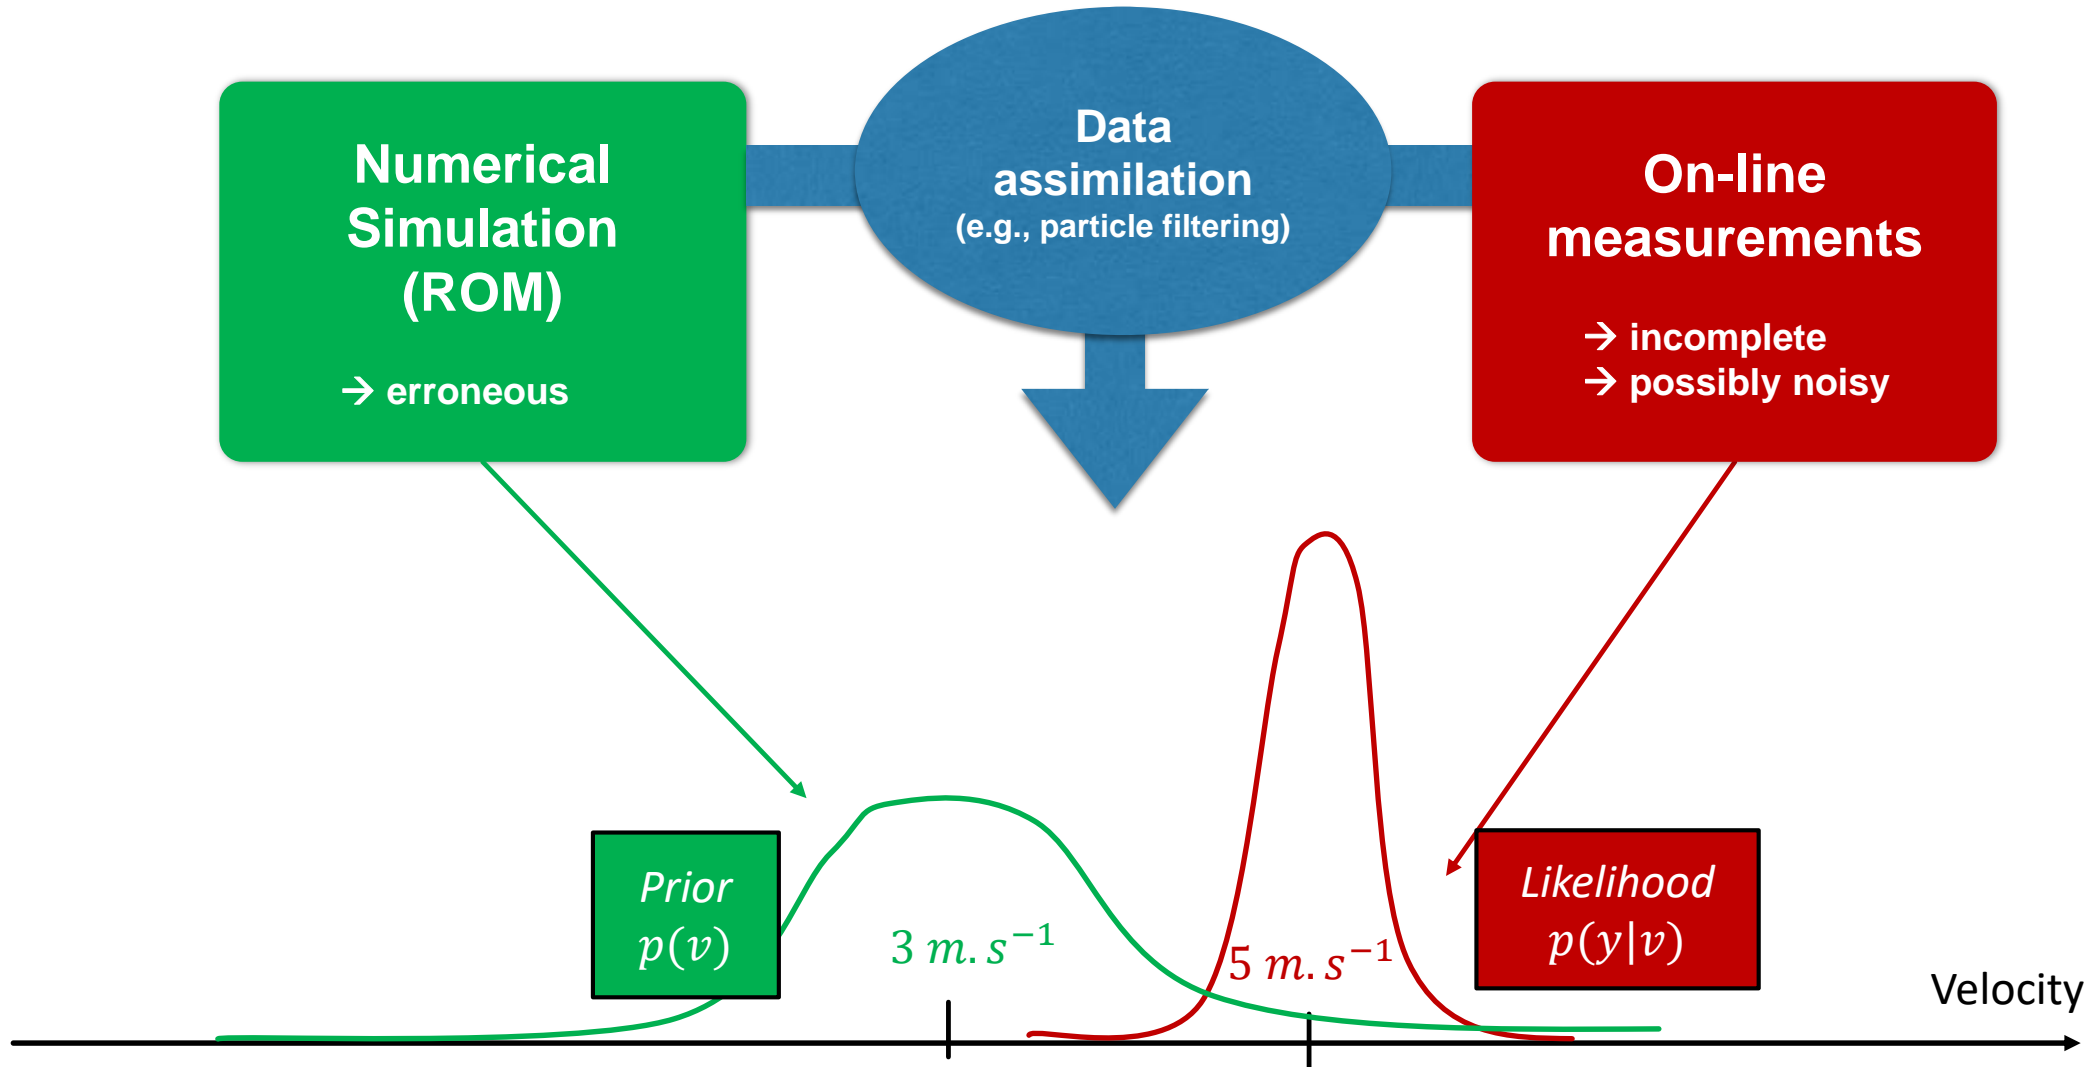 Numerical
Simulation
(ROM)
→ erroneous
Data
assimilation
(e.g., particle filtering)
On-line
measurements
→ incomplete
→ possibly noisy
Prior
p(v)
3 m.s⁻¹
5 m.s⁻¹
Likelihood
p(y|v)
Velocity